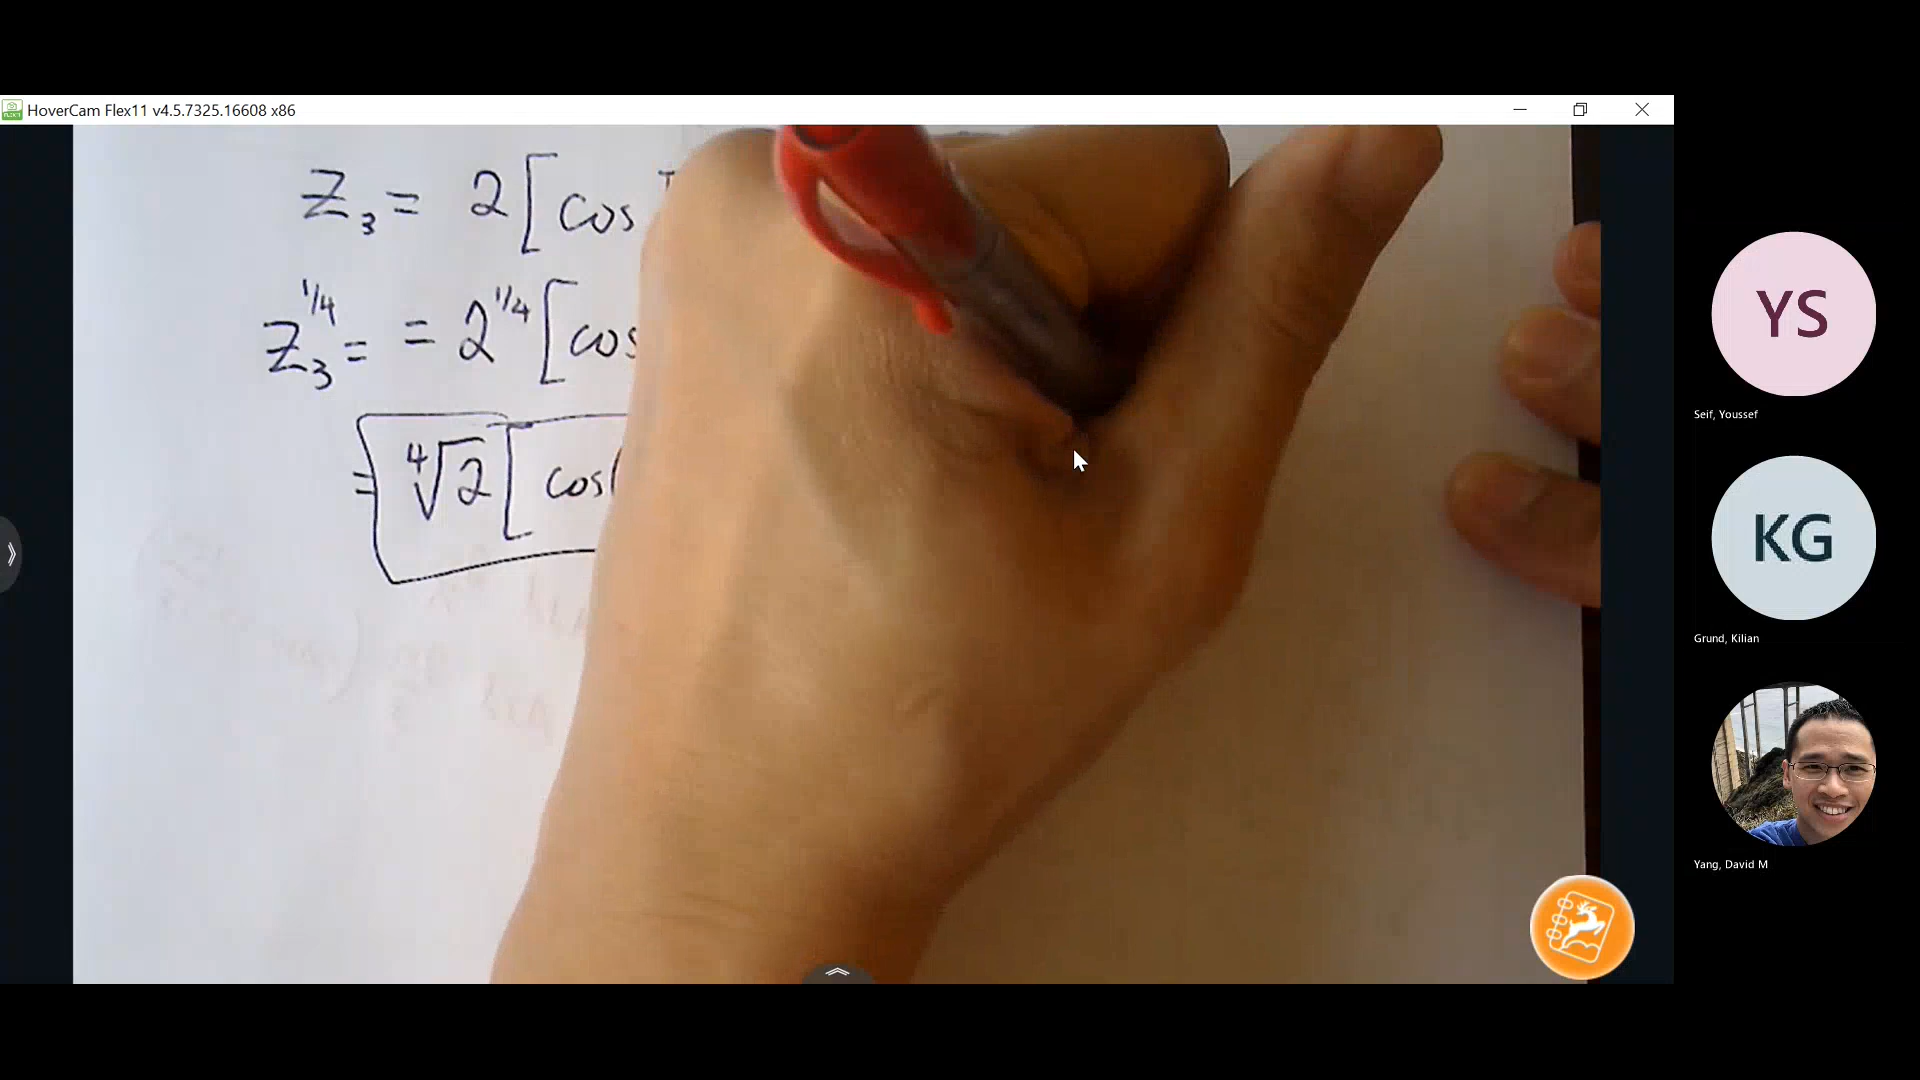 HoverCam Flex11 v4.5.7325.16608 x86
Z₃ = 2[cos
Z₃^1/4 = = 2^1/4 [cos
= ⁴√2 [cos(
YS
Seif, Youssef
KG
Grund, Kilian
Yang, David M